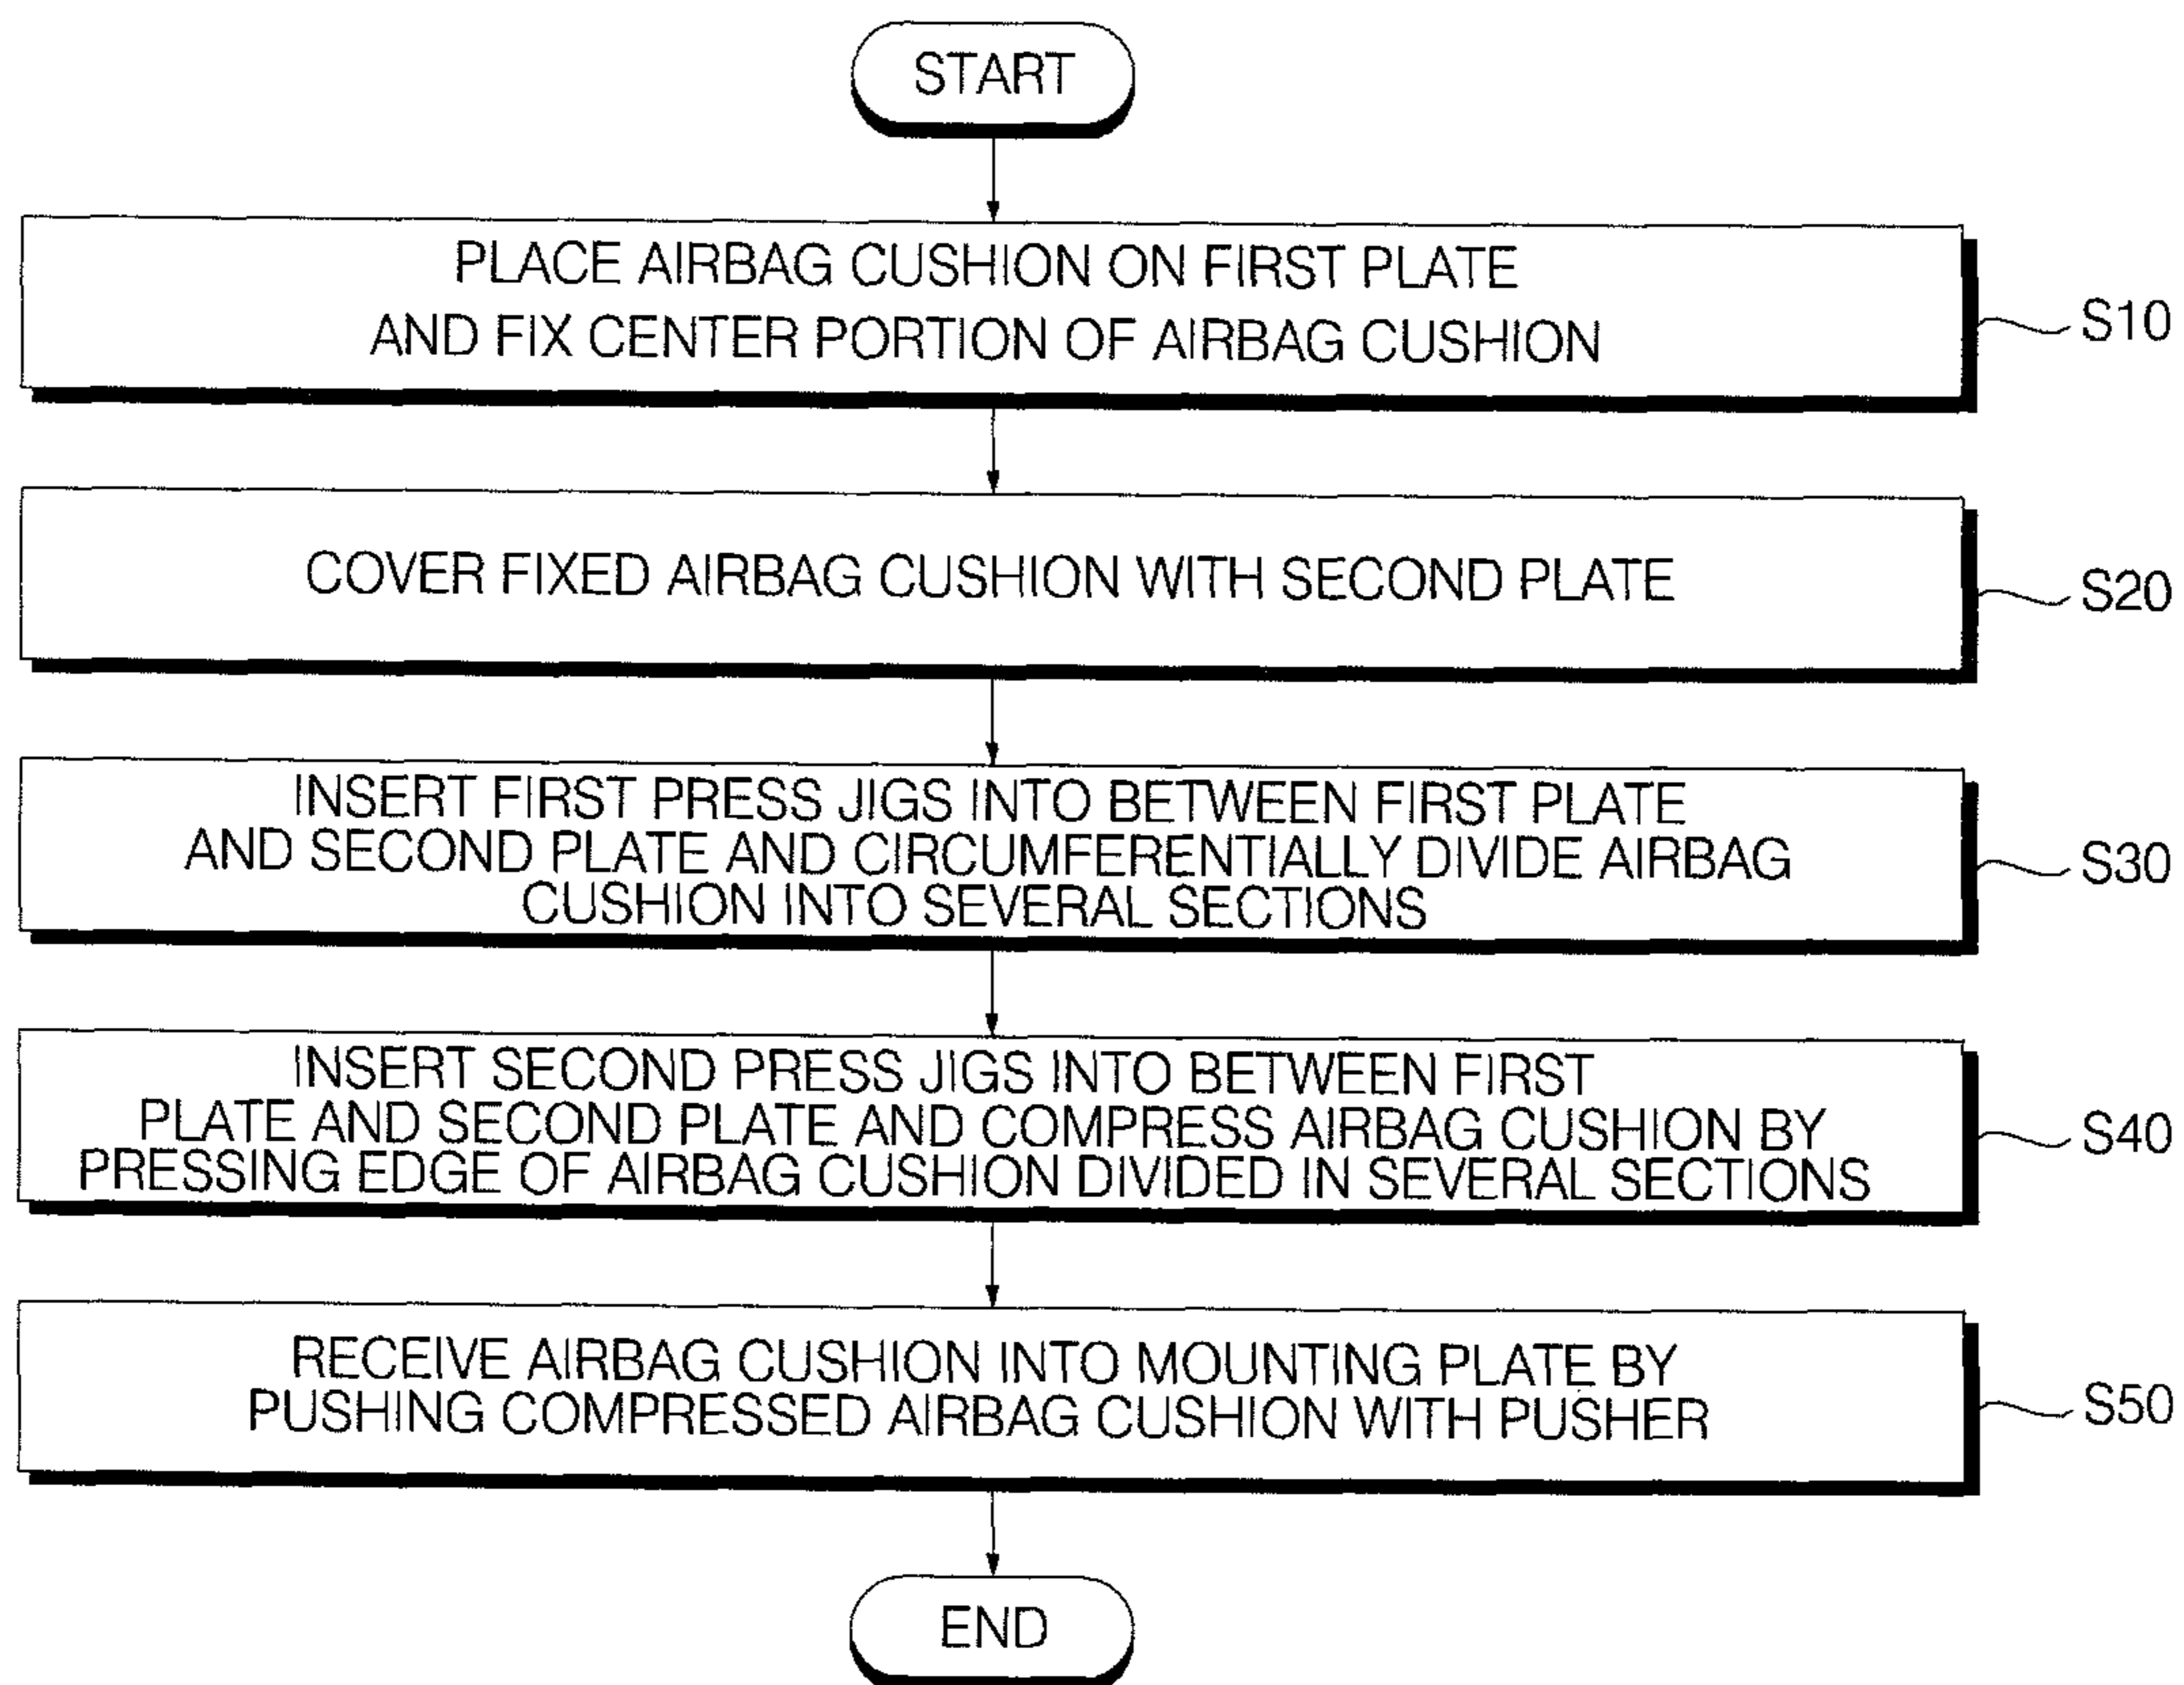 START
PLACE AIRBAG CUSHION ON FIRST PLATE
AND FIX CENTER PORTION OF AIRBAG CUSHION
S10
COVER FIXED AIRBAG CUSHION WITH SECOND PLATE
S20
INSERT FIRST PRESS JIGS INTO BETWEEN FIRST PLATE
AND SECOND PLATE AND CIRCUMFERENTIALLY DIVIDE AIRBAG
CUSHION INTO SEVERAL SECTIONS
S30
INSERT SECOND PRESS JIGS INTO BETWEEN FIRST
PLATE AND SECOND PLATE AND COMPRESS AIRBAG CUSHION BY
PRESSING EDGE OF AIRBAG CUSHION DIVIDED IN SEVERAL SECTIONS
S40
RECEIVE AIRBAG CUSHION INTO MOUNTING PLATE BY
PUSHING COMPRESSED AIRBAG CUSHION WITH PUSHER
S50
END